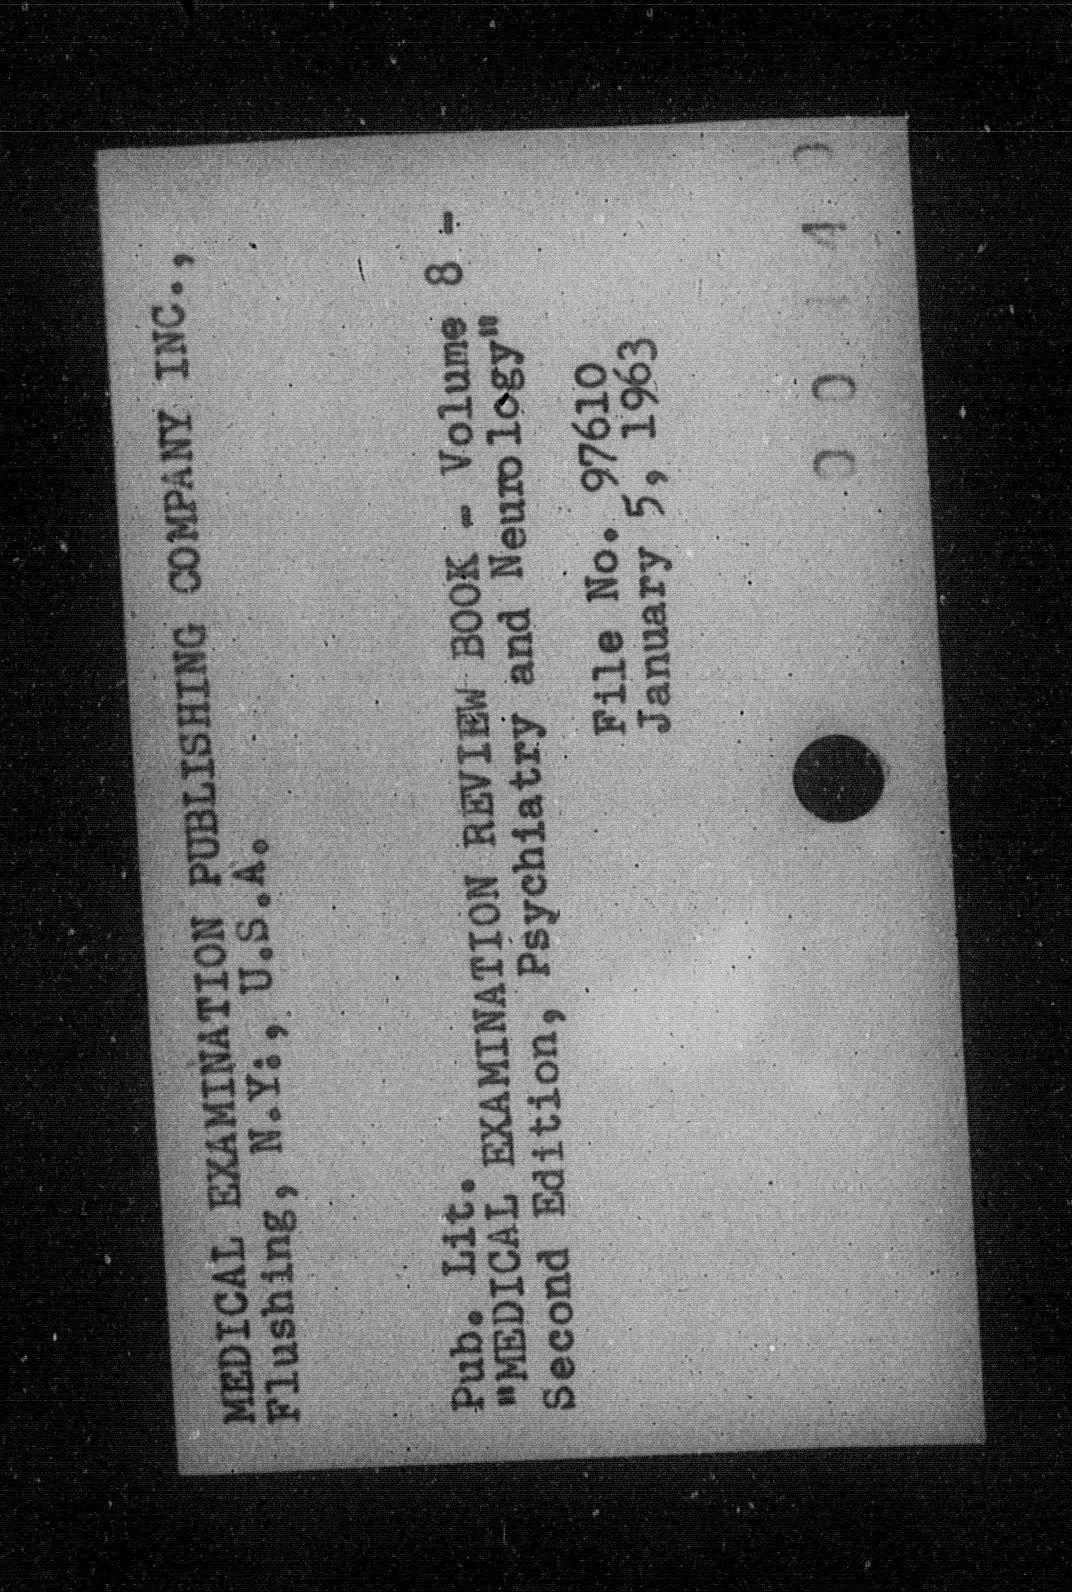 MEDICAL EXAMINATION PUBLISHING COMPANY INC.,
Flushing, N.Y., U.S.A.
Pub. Lit.
"MEDICAL EXAMINATION REVIEW BOOK - Volume 8 -
Second Edition, Psychiatry and Neurology"
File No. 97610
January 5, 1963